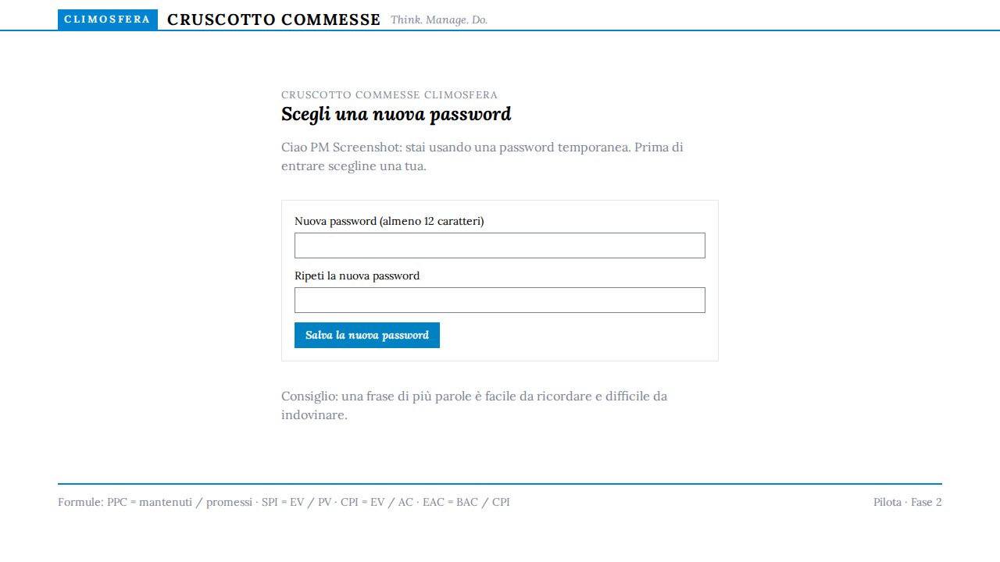 CLIMOSFERA CRUSCOTTO COMMESSE Think. Manage. Do.
CRUSCOTTO COMMESSE CLIMOSFERA
Scegli una nuova password
Ciao PM Screenshot: stai usando una password temporanea. Prima di
entrare scegline una tua.
Nuova password (almeno 12 caratteri)
Ripeti la nuova password
Salva la nuova password
Consiglio: una frase di più parole è facile da ricordare e difficile da
indovinare.
Formule: PPC = mantenuti / promessi · SPI = EV / PV · CPI = EV / AC · EAC = BAC / CPI Pilota · Fase 2